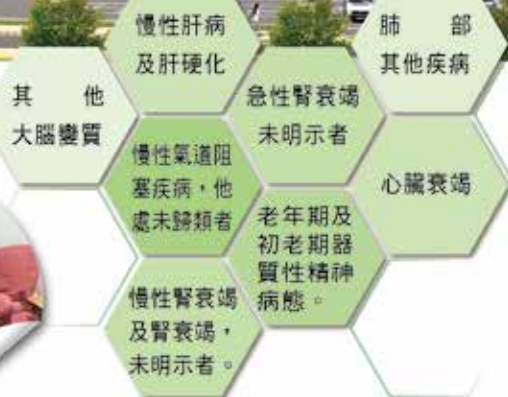 慢性肝病
及肝硬化
肺 部
其他疾病
其 他
大腦變質
急性腎衰竭
未明示者
慢性氣道阻
塞疾病，他
處未歸類者
心臟衰竭
老年期及
初老期器
質性精神
病態。
慢性腎衰竭
及腎衰竭，
未明示者。